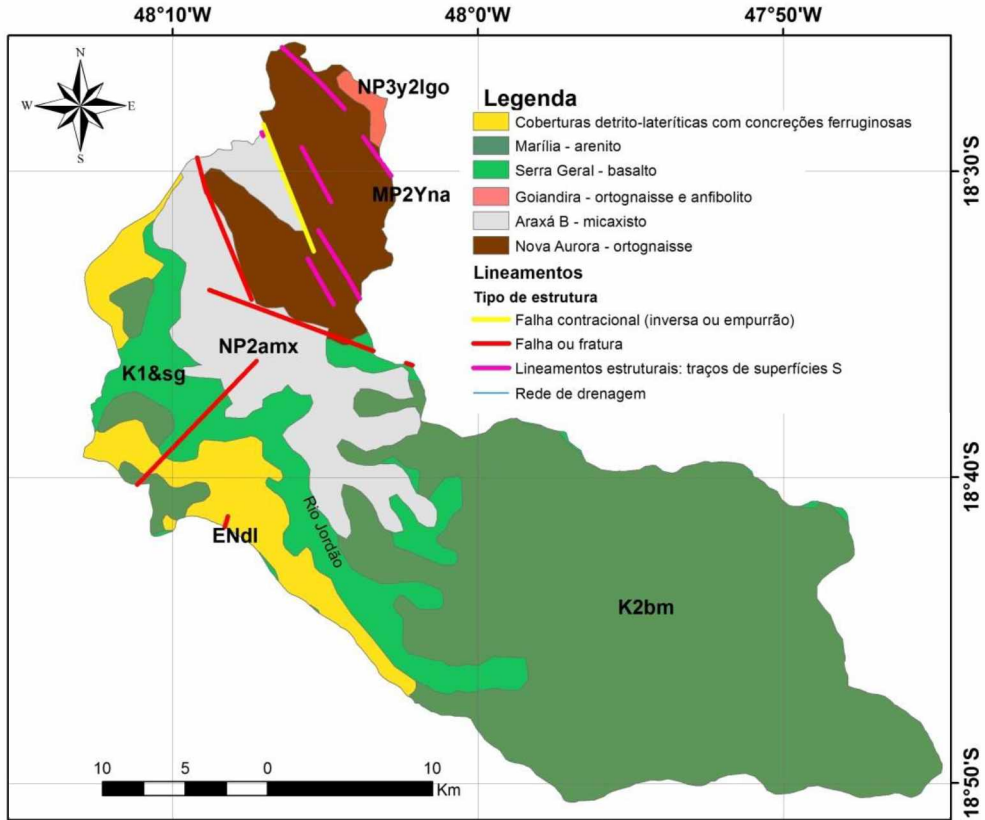 48°10'W
48°0'W
47°50'W
N
W
E
S
NP3y2Igo
MP2Yna
Legenda
Coberturas detrito-lateríticas com concreções ferruginosas
Marília - arenito
Serra Geral - basalto
Goiandira - ortognaisse e anfibolito
Araxá B - micaxisto
Nova Aurora - ortognaisse
Lineamentos
Tipo de estrutura
Falha contracional (inversa ou empurrão)
Falha ou fratura
Lineamentos estruturais: traços de superfícies S
Rede de drenagem
18°30'S
NP2amx
K1&sg
18°40'S
Rio Jordão
ENdl
K2bm
18°50'S
10
5
0
10
Km